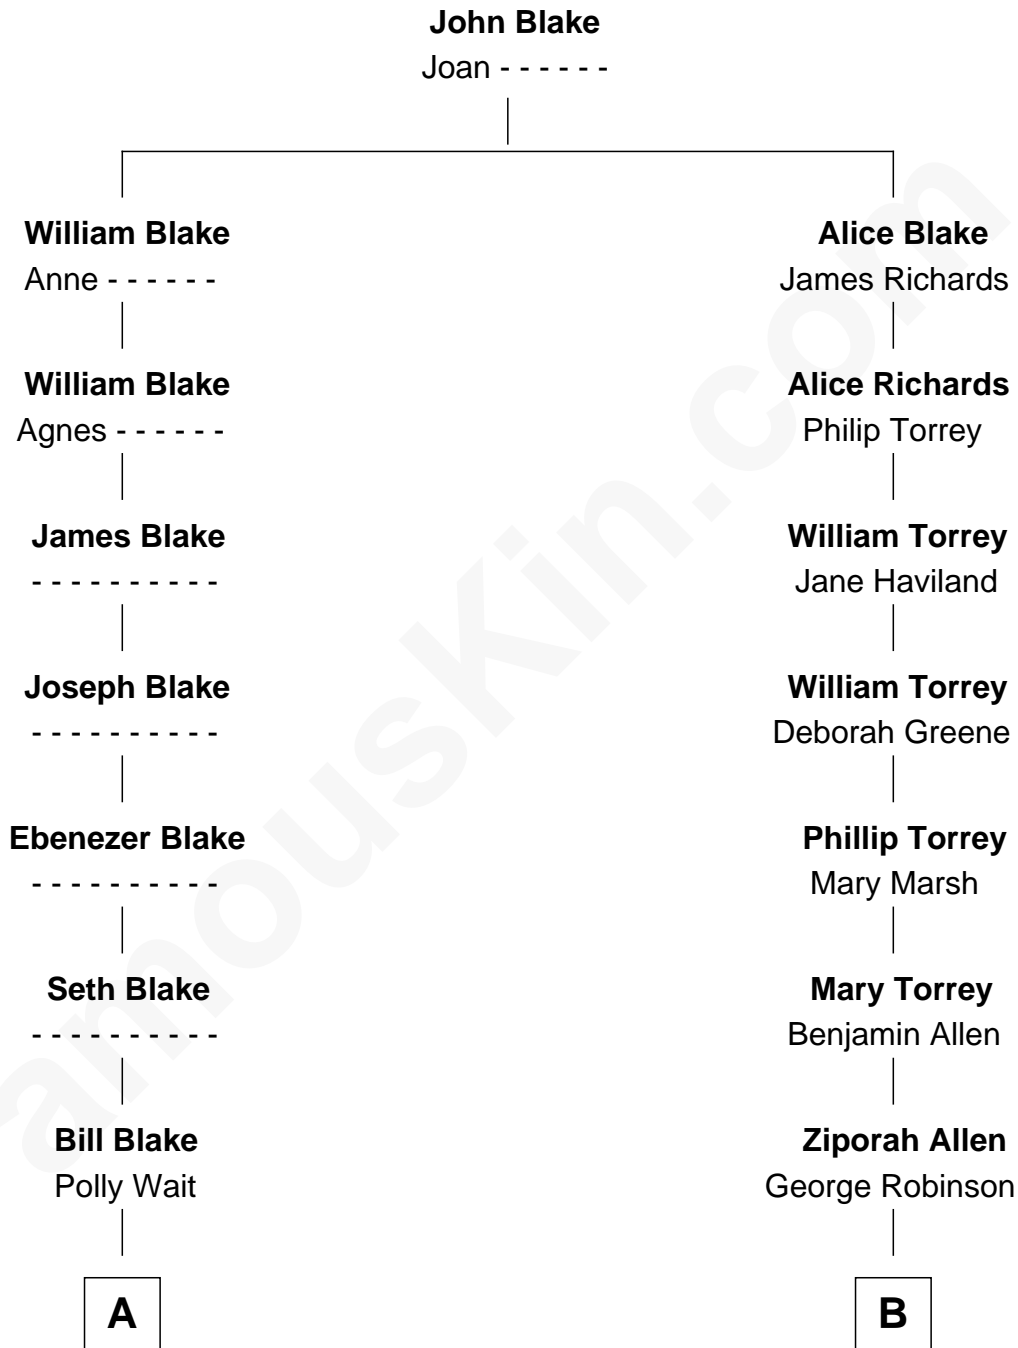 John Blake
Joan - - - - - -
William Blake
Anne - - - - - -
William Blake
Agnes - - - - - -
James Blake
- - - - - - - - - -
Joseph Blake
- - - - - - - - - -
Ebenezer Blake
- - - - - - - - - -
Seth Blake
- - - - - - - - - -
Bill Blake
Polly Wait
A
Alice Blake
James Richards
Alice Richards
Philip Torrey
William Torrey
Jane Haviland
William Torrey
Deborah Greene
Phillip Torrey
Mary Marsh
Mary Torrey
Benjamin Allen
Ziporah Allen
George Robinson
B
amousKin.com